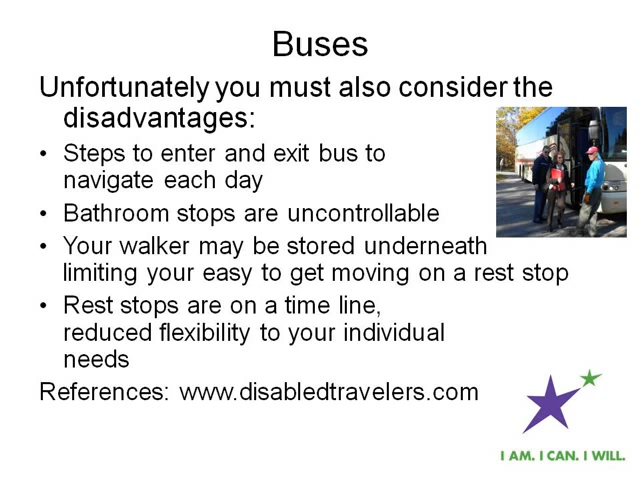 Buses
Unfortunately you must also consider the
disadvantages:
• Steps to enter and exit bus to
navigate each day
• Bathroom stops are uncontrollable
• Your walker may be stored underneath
limiting your easy to get moving on a rest stop
• Rest stops are on a time line,
reduced flexibility to your individual
needs
References: www.disabledtravelers.com
I AM. I CAN. I WILL.